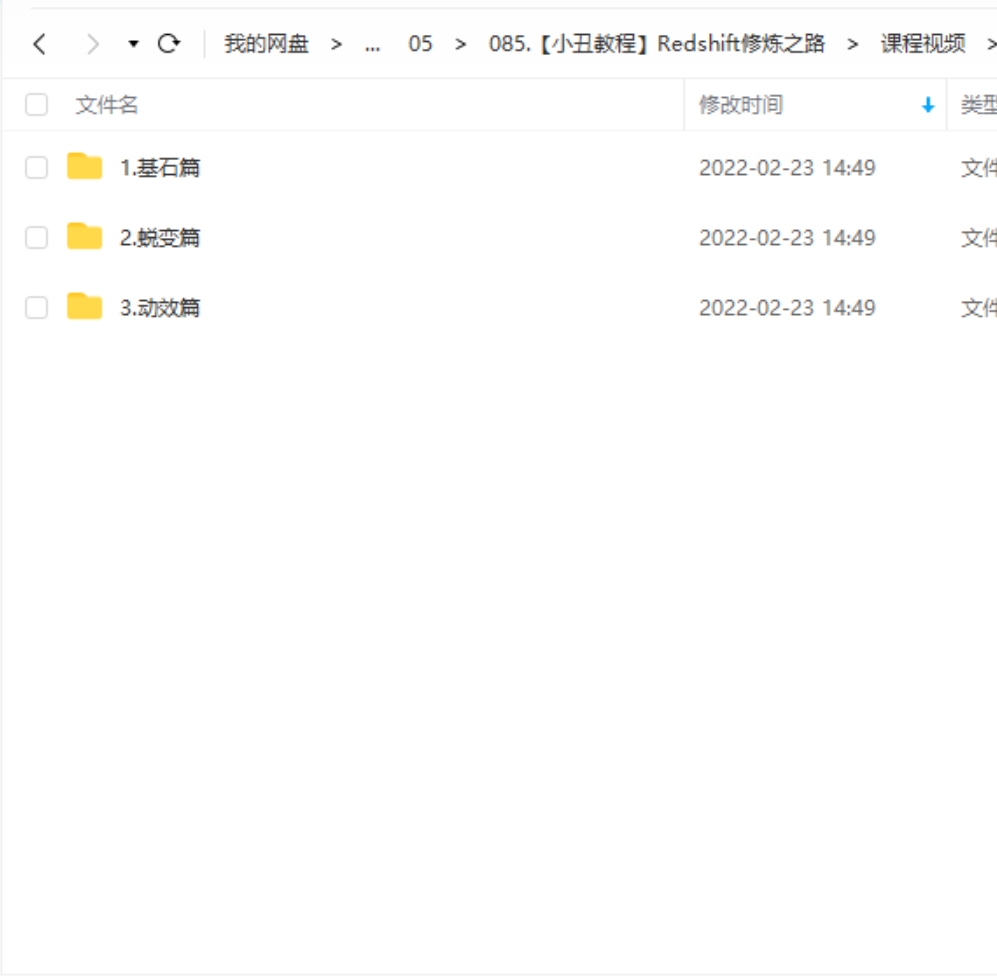 我的网盘 > ... 05 > 085.【小丑教程】Redshift修炼之路 > 课程视频 >
文件名 修改时间 类型
1.基石篇 2022-02-23 14:49 文件
2.蜕变篇 2022-02-23 14:49 文件
3.动效篇 2022-02-23 14:49 文件